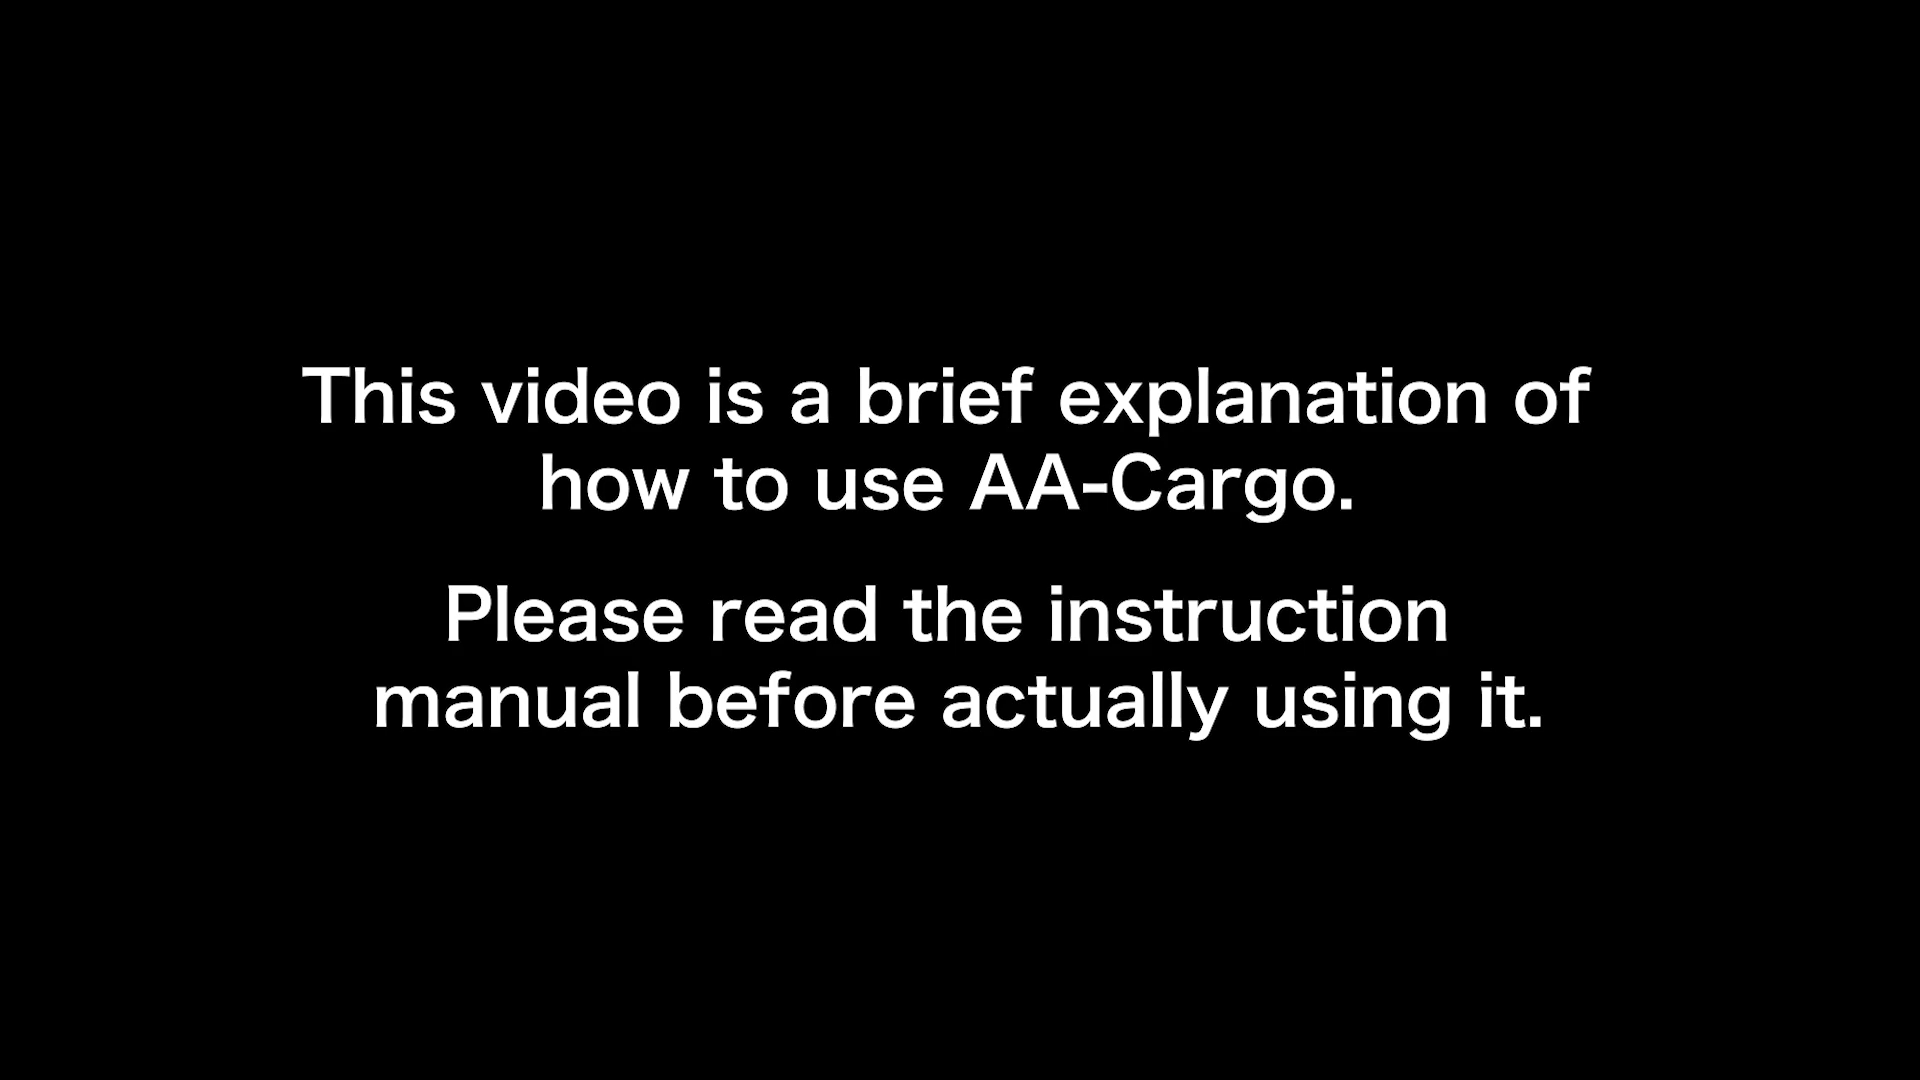 This video is a brief explanation of
how to use AA-Cargo.
Please read the instruction
manual before actually using it.